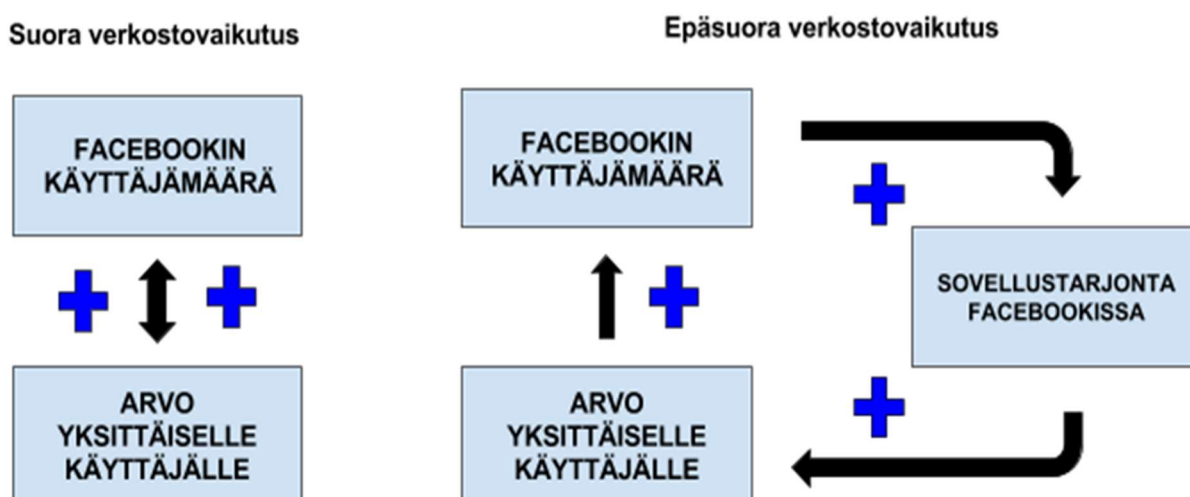 Suora verkostovaikutus
FACEBOOKIN
KÄYTTÄJÄMÄÄRÄ
ARVO
YKSITTÄISELLE
KÄYTTÄJÄLLE
Epäsuora verkostovaikutus
FACEBOOKIN
KÄYTTÄJÄMÄÄRÄ
SOVELLUSTARJONTA
FACEBOOKISSA
ARVO
YKSITTÄISELLE
KÄYTTÄJÄLLE